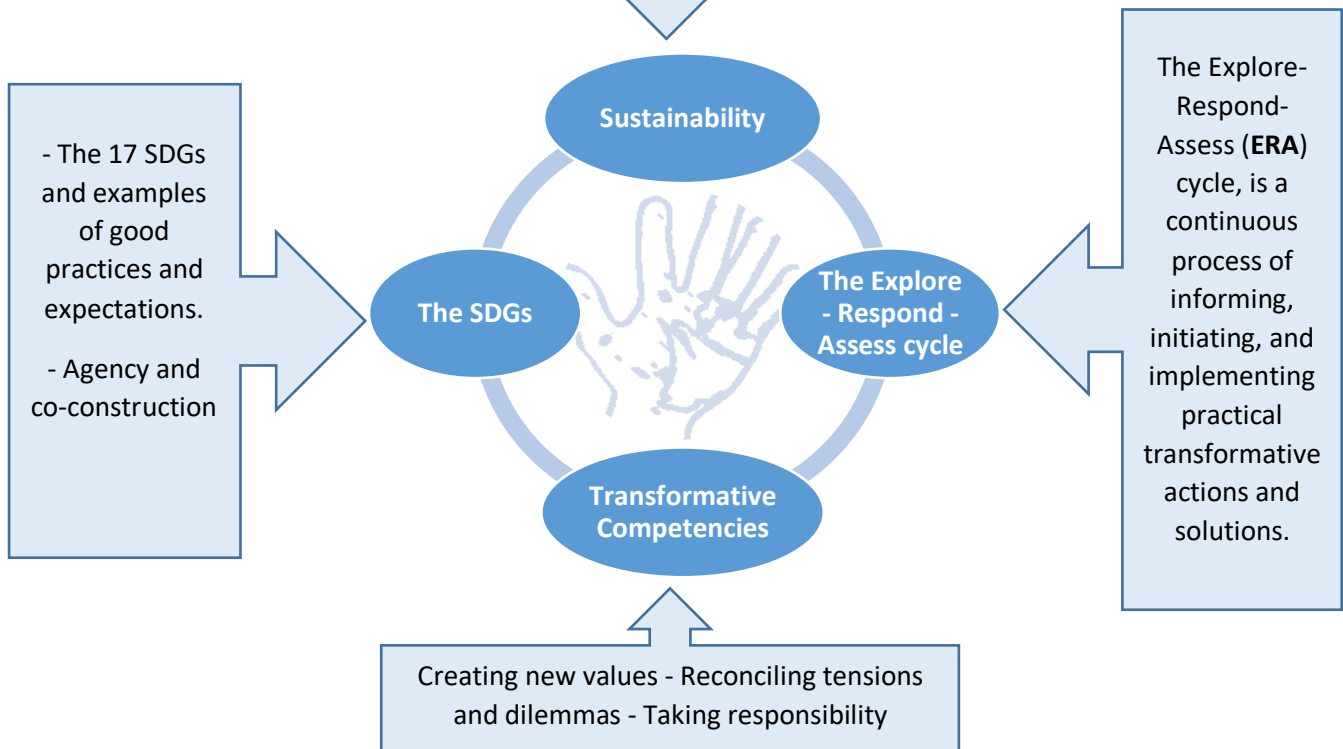 Sustainability
- The 17 SDGs
and examples
of good
practices and
expectations.
- Agency and
co-construction
The SDGs
The Explore
- Respond -
Assess cycle
The Explore-
Respond-
Assess (ERA)
cycle, is a
continuous
process of
informing,
initiating, and
implementing
practical
transformative
actions and
solutions.
Transformative
Competencies
Creating new values - Reconciling tensions
and dilemmas - Taking responsibility